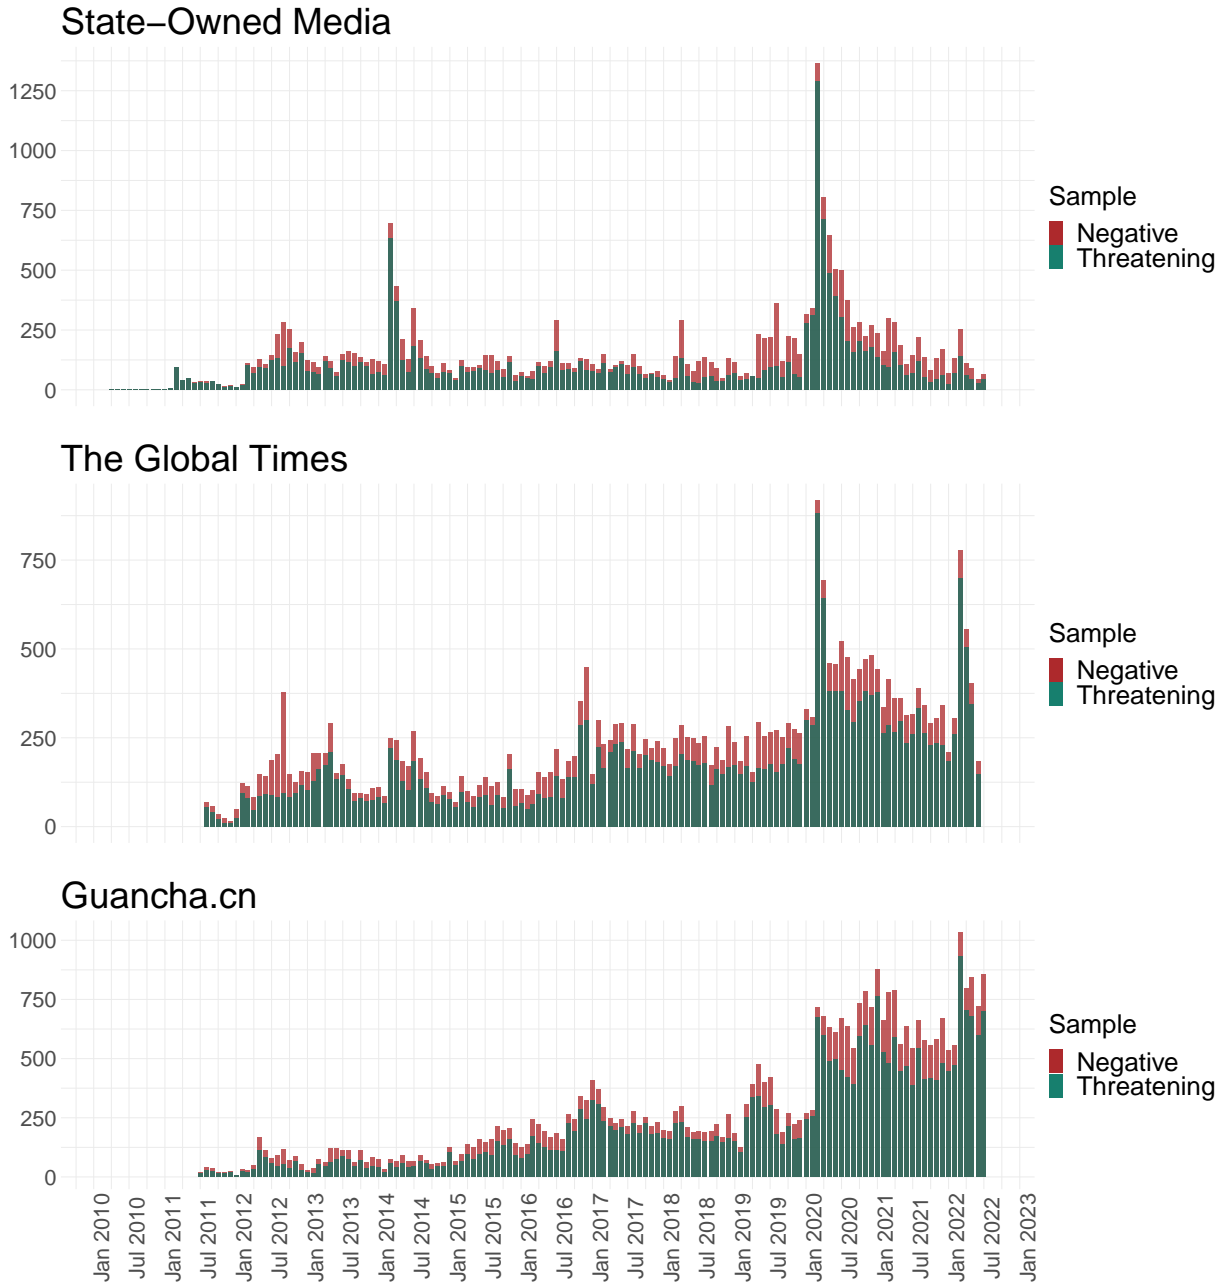 State−Owned Media
1250
1000
750
500
250
0
Sample
Negative
Threatening
The Global Times
750
500
250
0
Sample
Negative
Threatening
Guancha.cn
1000
750
500
250
0
Sample
Negative
Threatening
Jan 2010
Jul 2010
Jan 2011
Jul 2011
Jan 2012
Jul 2012
Jan 2013
Jul 2013
Jan 2014
Jul 2014
Jan 2015
Jul 2015
Jan 2016
Jul 2016
Jan 2017
Jul 2017
Jan 2018
Jul 2018
Jan 2019
Jul 2019
Jan 2020
Jul 2020
Jan 2021
Jul 2021
Jan 2022
Jul 2022
Jan 2023